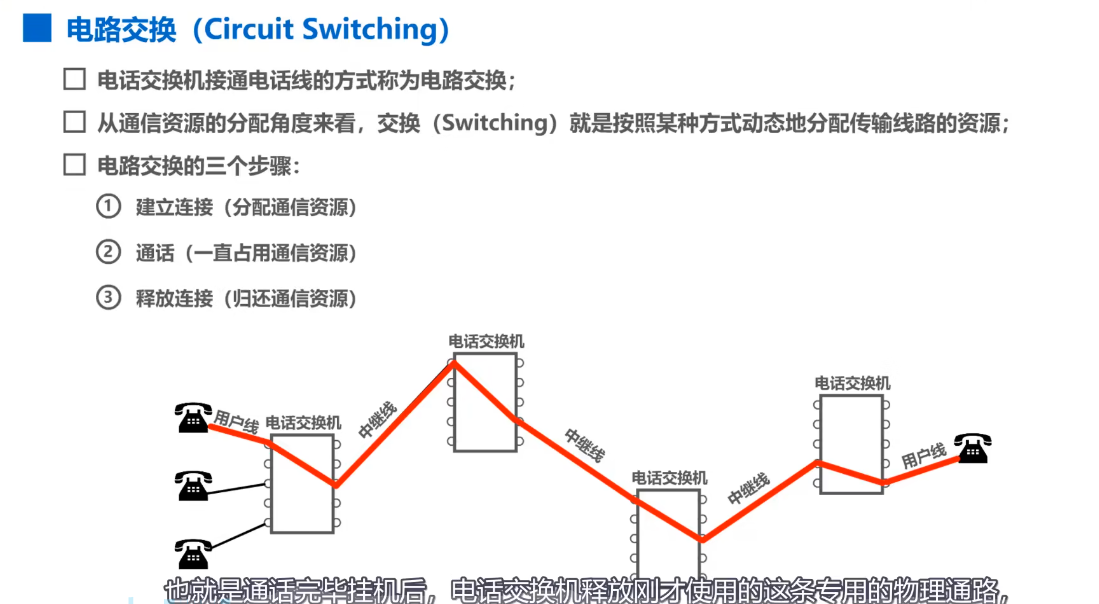 电路交换（Circuit Switching）
电话交换机接通电话线的方式称为电路交换；
从通信资源的分配角度来看，交换（Switching）就是按照某种方式动态地分配传输线路的资源；
电路交换的三个步骤：
① 建立连接（分配通信资源）
② 通话（一直占用通信资源）
③ 释放连接（归还通信资源）
电话交换机
电话交换机
用户线
电话交换机
中继线
中继线
用户线
电话交换机
中继线
也就是通话完毕挂机后，电话交换机释放刚才使用的这条专用的物理通路，